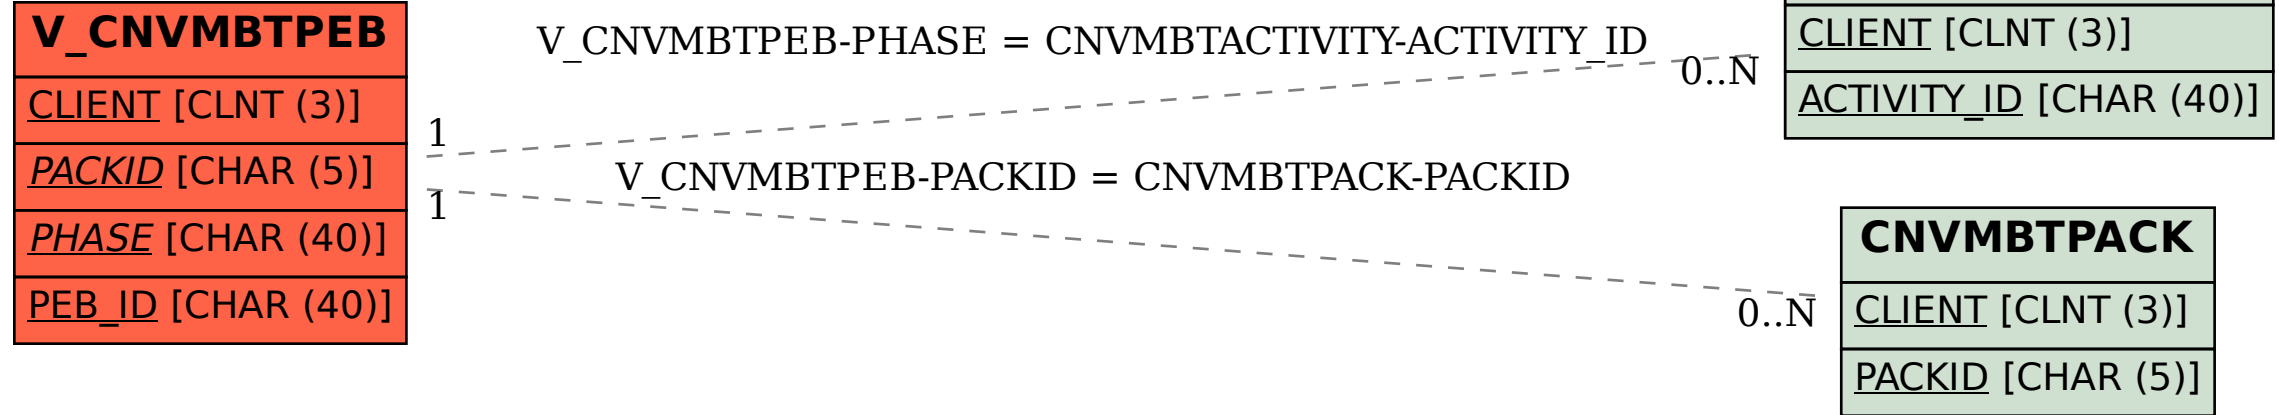 V_CNVMBTPEB
CLIENT [CLNT (3)]
PACKID [CHAR (5)]
PHASE [CHAR (40)]
PEB_ID [CHAR (40)]
V_CNVMBTPEB-PHASE = CNVMBTACTIVITY-ACTIVITY_ID
1
0..N
V_CNVMBTPEB-PACKID = CNVMBTPACK-PACKID
1
0..N
CLIENT [CLNT (3)]
ACTIVITY_ID [CHAR (40)]
CNVMBTPACK
CLIENT [CLNT (3)]
PACKID [CHAR (5)]